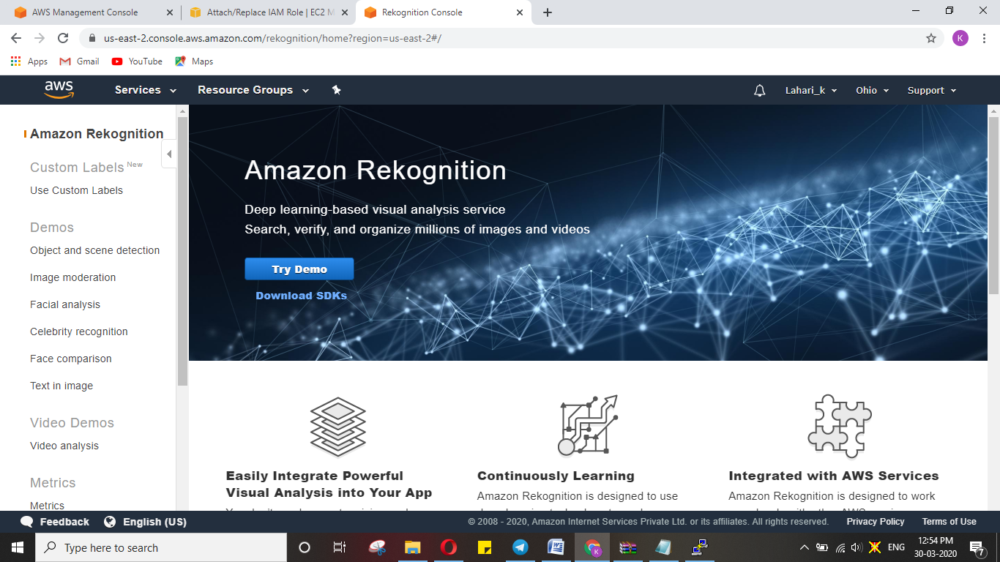 AWS Management Console
Attach/Replace IAM Role | EC2 M
Rekognition Console
us-east-2.console.aws.amazon.com/rekognition/home?region=us-east-2#/
K
Apps
Gmail
YouTube
Maps
aws
Services
Resource Groups
Lahari_k
Ohio
Support
Amazon Rekognition
Custom Labels New
Use Custom Labels
Demos
Object and scene detection
Image moderation
Facial analysis
Celebrity recognition
Face comparison
Text in image
Video Demos
Video analysis
Metrics
Metrics
Amazon Rekognition
Deep learning-based visual analysis service
Search, verify, and organize millions of images and videos
Try Demo
Download SDKs
Easily Integrate Powerful
Visual Analysis into Your App
Continuously Learning
Amazon Rekognition is designed to use
Integrated with AWS Services
Amazon Rekognition is designed to work
Feedback
English (US)
© 2008 - 2020, Amazon Internet Services Private Ltd. or its affiliates. All rights reserved.
Privacy Policy
Terms of Use
Type here to search
ENG
12:54 PM
30-03-2020
7